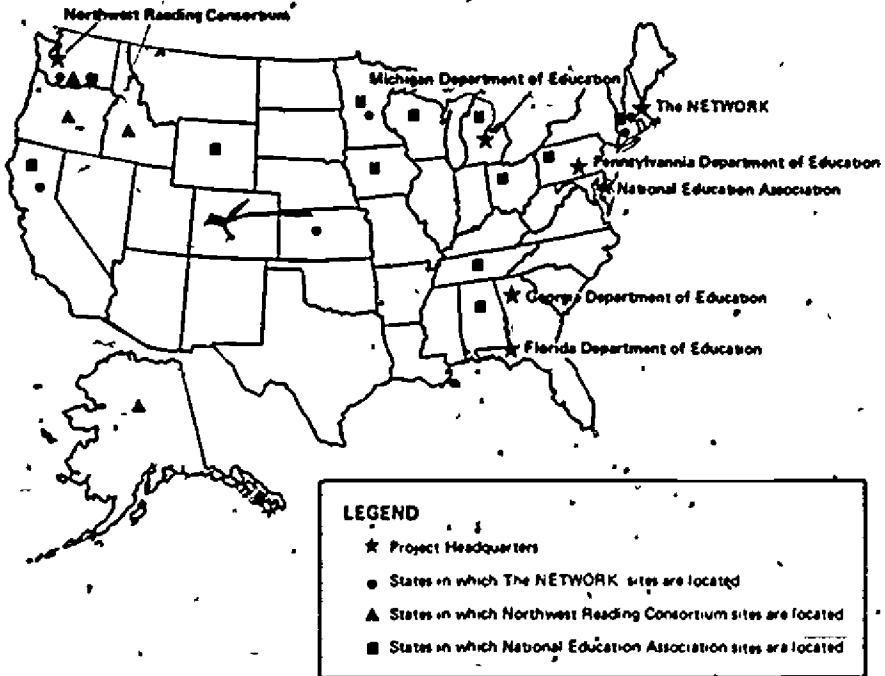 Northwest Reading Consortium
Michigan Department of Education
The NETWORK
Pennsylvannia Department of Education
National Education Association
Georgia Department of Education
Florida Department of Education
LEGEND
★ Project Headquarters
● States in which The NETWORK sites are located
▲ States in which Northwest Reading Consortium sites are located
■ States in which National Education Association sites are located